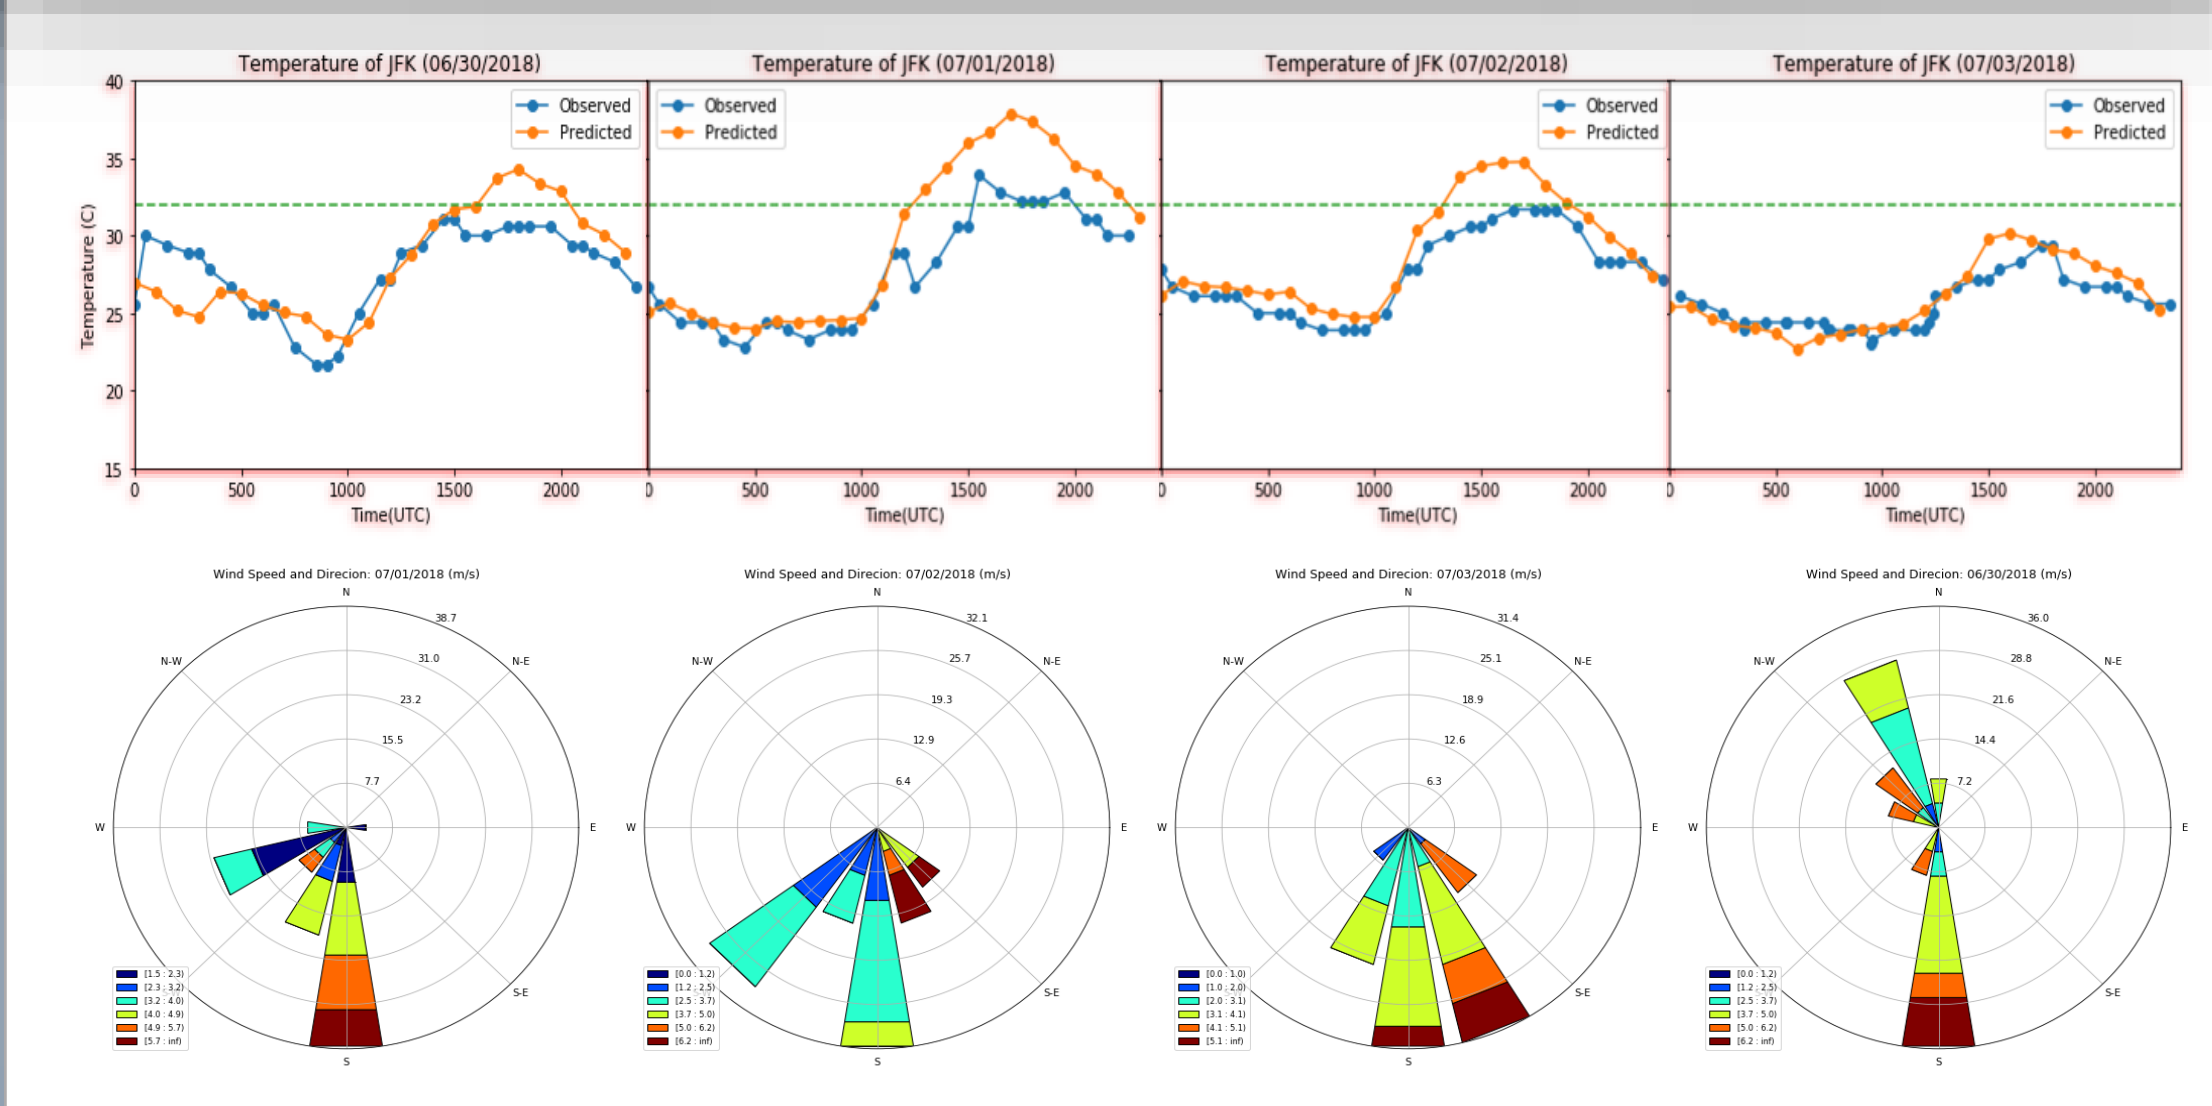 Temperature of JFK (06/30/2018) Temperature of JFK (07/01/2018) Temperature of JFK (07/02/2018) Temperature of JFK (07/03/2018)
Observed
Predicted
Observed
Predicted
Observed
Predicted
Observed
Predicted
Temperature (C)
40
35
30
25
20
15
0 500 1000 1500 2000 0 500 1000 1500 2000 0 500 1000 1500 2000 0 500 1000 1500 2000
Time(UTC) Time(UTC) Time(UTC) Time(UTC)
Wind Speed and Direcion: 07/01/2018 (m/s)
N
38.7
N-W
31.0
N-E
23.2
15.5
7.7
W
E
[1.5 : 2.3)
[2.3 : 3.2)
[3.2 : 4.0)
[4.0 : 4.9)
[4.9 : 5.7)
[5.7 : inf)
S-E
S
Wind Speed and Direcion: 07/02/2018 (m/s)
N
32.1
N-W
25.7
N-E
19.3
12.9
6.4
W
E
[0.0 : 1.2)
[1.2 : 2.5)
[2.5 : 3.7)
[3.7 : 5.0)
[5.0 : 6.2)
[6.2 : inf)
S-E
S
Wind Speed and Direcion: 07/03/2018 (m/s)
N
31.4
N-W
25.1
N-E
18.9
12.6
6.3
W
E
[0.0 : 1.0)
[1.0 : 2.0)
[2.0 : 3.1)
[3.1 : 4.1)
[4.1 : 5.1)
[5.1 : inf)
S-E
S
Wind Speed and Direcion: 06/30/2018 (m/s)
N
36.0
N-W
28.8
N-E
21.6
14.4
7.2
W
E
[0.0 : 1.2)
[1.2 : 2.5)
[2.5 : 3.7)
[3.7 : 5.0)
[5.0 : 6.2)
[6.2 : inf)
S-E
S